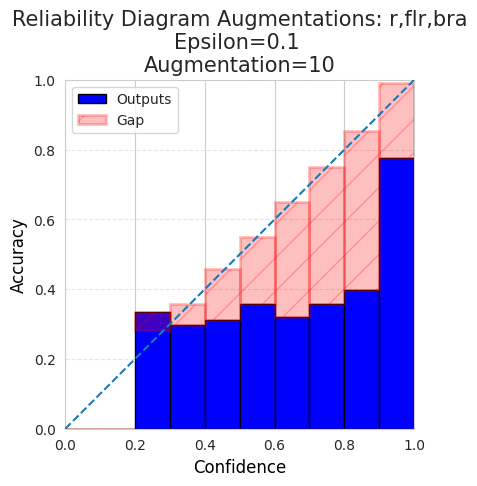 Reliability Diagram Augmentations: r,flr,bra
Epsilon=0.1
Augmentation=10
1.0
0.8
0.6
0.4
0.2
0.0
Accuracy
Outputs
Gap
0.0 0.2 0.4 0.6 0.8 1.0
Confidence